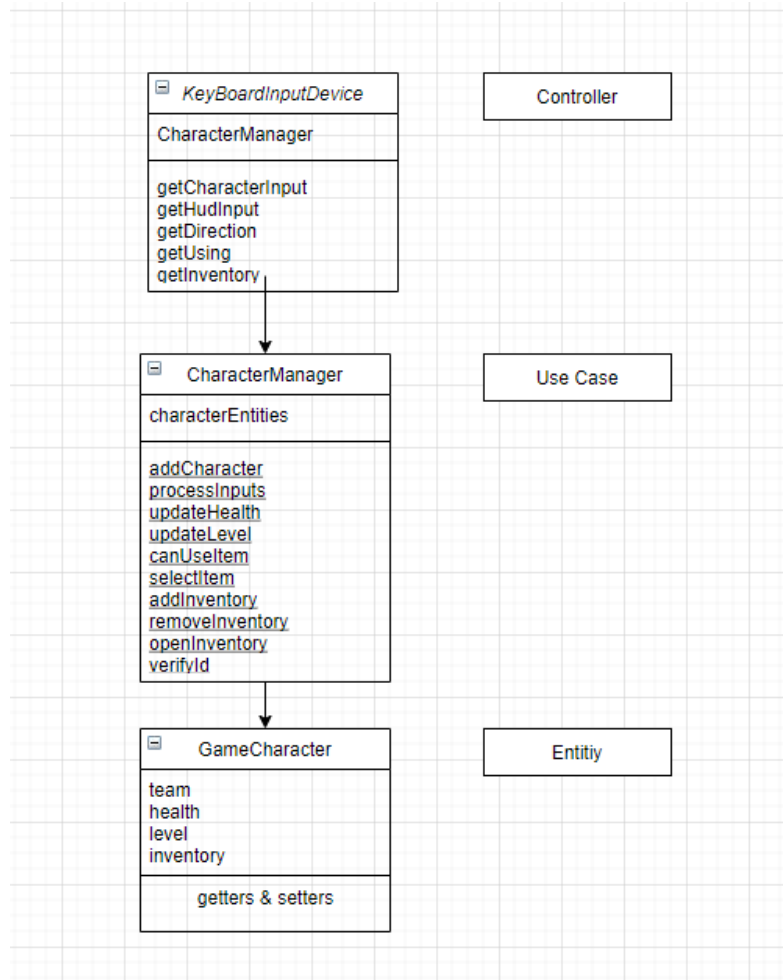 KeyBoardInputDevice
CharacterManager
getCharacterInput
getHudInput
getDirection
getUsing
getInventory
Controller
CharacterManager
characterEntities
addCharacter
processInputs
updateHealth
updateLevel
canUseItem
selectItem
addInventory
removeInventory
openInventory
verifyId
Use Case
GameCharacter
team
health
level
inventory
getters & setters
Entitiy